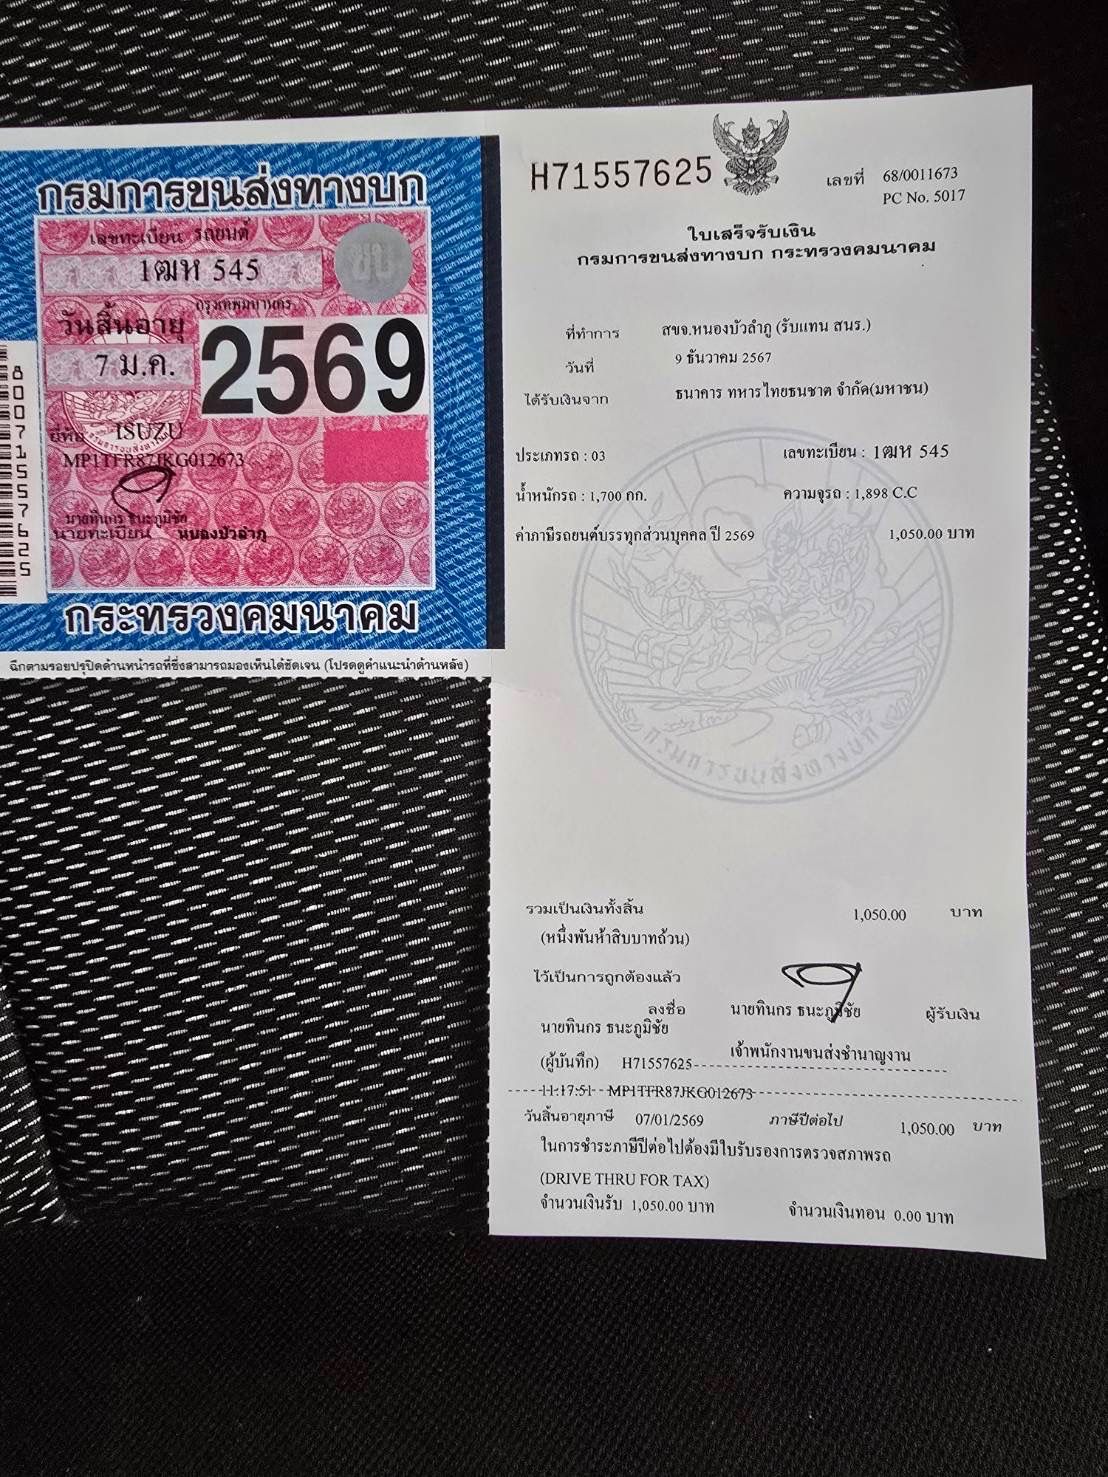 กรมการขนส่งทางบก
เลขทะเบียน รถยนต์
1ฒห 545
ขบ
กรุงเทพมหานคร
วันสิ้นอายุ
7 ม.ค.
2569
ยี่ห้อ ISUZU
MP1TFR87JKG012673
นายทินกร ธนะภูมิชัย
นายทะเบียน หนองบัวลำภู
กระทรวงคมนาคม
ฉีกตามรอยปรุปิดด้านหน้ารถที่ซึ่งสามารถมองเห็นได้ชัดเจน (โปรดดูคำแนะนำด้านหลัง)
80071557625
H71557625
เลขที่ 68/0011673
PC No. 5017
ใบเสร็จรับเงิน
กรมการขนส่งทางบก กระทรวงคมนาคม
ที่ทำการ สขจ.หนองบัวลำภู (รับแทน สนร.)
วันที่ 9 ธันวาคม 2567
ได้รับเงินจาก ธนาคาร ทหารไทยธนชาต จำกัด(มหาชน)
ประเภทรถ : 03 เลขทะเบียน : 1ฒห 545
น้ำหนักรถ : 1,700 กก. ความจุรถ : 1,898 C.C
ค่าภาษีรถยนต์บรรทุกส่วนบุคคล ปี 2569 1,050.00 บาท
กรมการขนส่งทางบก
รวมเป็นเงินทั้งสิ้น 1,050.00 บาท
(หนึ่งพันห้าสิบบาทถ้วน)
ไว้เป็นการถูกต้องแล้ว
ลงชื่อ นายทินกร ธนะภูมิชัย ผู้รับเงิน
นายทินกร ธนะภูมิชัย
(ผู้บันทึก) H71557625 เจ้าพนักงานขนส่งชำนาญงาน
11:17:51 MP1TFR87JKG012673
วันสิ้นอายุภาษี 07/01/2569 ภาษีปีต่อไป 1,050.00 บาท
ในการชำระภาษีปีต่อไปต้องมีใบรับรองการตรวจสภาพรถ
(DRIVE THRU FOR TAX)
จำนวนเงินรับ 1,050.00 บาท จำนวนเงินทอน 0.00 บาท